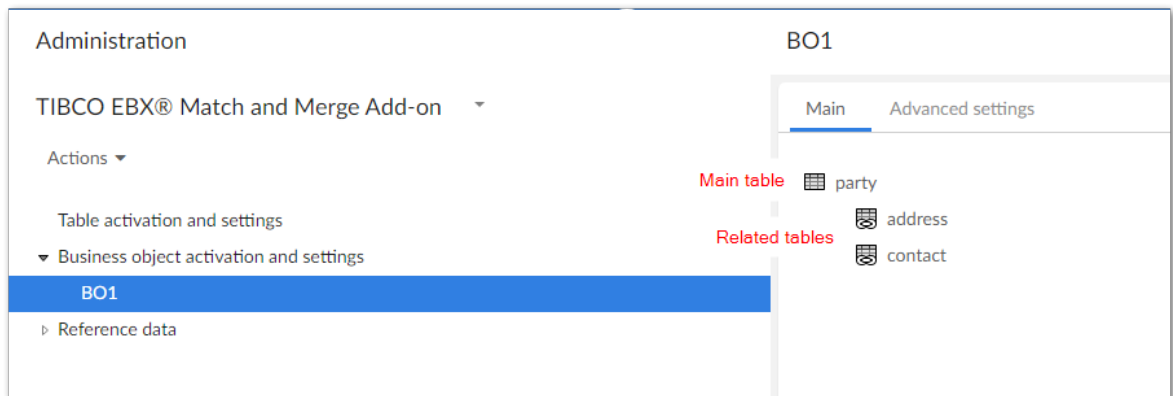 Administration
TIBCO EBX® Match and Merge Add-on
Actions
Table activation and settings
Business object activation and settings
BO1
Reference data
BO1
Main Advanced settings
Main table party
address
Related tables
contact